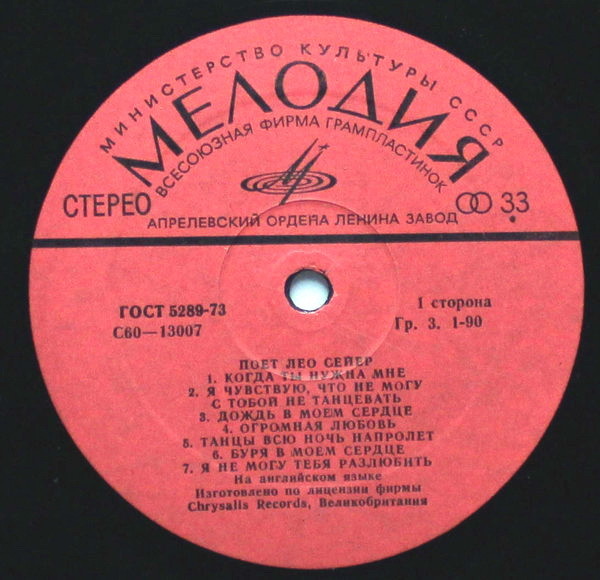 МИНИСТЕРСТВО КУЛЬТУРЫ СССР
МЕЛОДИЯ
ВСЕСОЮЗНАЯ ФИРМА ГРАМПЛАСТИНОК
СТЕРЕО
33
АПРЕЛЕВСКИЙ ОРДЕНА ЛЕНИНА ЗАВОД
ГОСТ 5289-73
С60—13007
I сторона
Гр. 3. 1-90
ПОЕТ ЛЕО СЕЙЕР
1. КОГДА ТЫ НУЖНА МНЕ
2. Я ЧУВСТВУЮ, ЧТО НЕ МОГУ
С ТОБОЙ НЕ ТАНЦЕВАТЬ
3. ДОЖДЬ В МОЕМ СЕРДЦЕ
4. ОГРОМНАЯ ЛЮБОВЬ
5. ТАНЦЫ ВСЮ НОЧЬ НАПРОЛЕТ
6. БУРЯ В МОЕМ СЕРДЦЕ
7. Я НЕ МОГУ ТЕБЯ РАЗЛЮБИТЬ
На английском языке
Изготовлено по лицензии фирмы
Chrysalis Records, Великобритания